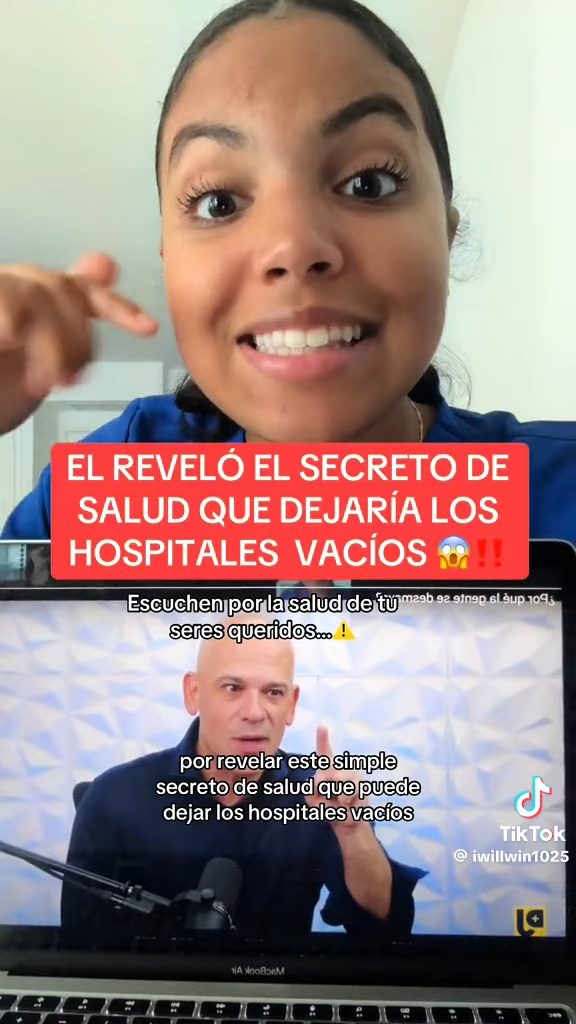 EL REVELÓ EL SECRETO DE
SALUD QUE DEJARÍA LOS
HOSPITALES VACÍOS 😱‼️
¿Por qué la gente se desmaya?
Escuchen por la salud de tu
seres queridos...⚠️
por revelar este simple
secreto de salud que puede
dejar los hospitales vacíos
TikTok
@ iwillwin1025
MacBook Air